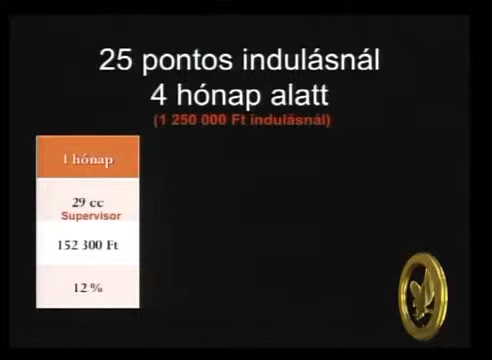 25 pontos indulásnál
4 hónap alatt
(1 250 000 Ft indulásnál)
1 hónap
29 cc
Supervisor
152 300 Ft
12 %